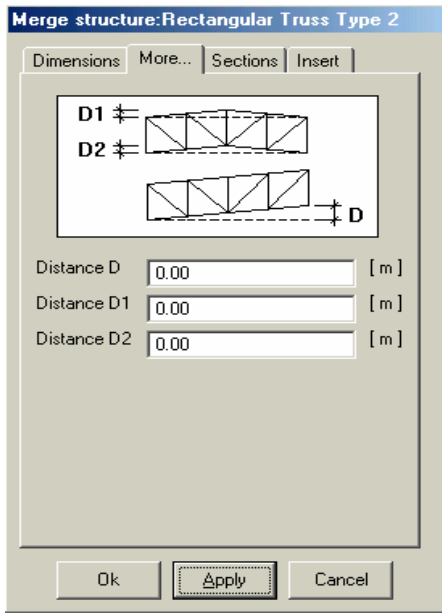 Merge structure:Rectangular Truss Type 2
Dimensions More... Sections Insert
D1
D2
D
Distance D 0.00 [ m ]
Distance D1 0.00 [ m ]
Distance D2 0.00 [ m ]
Ok Apply Cancel